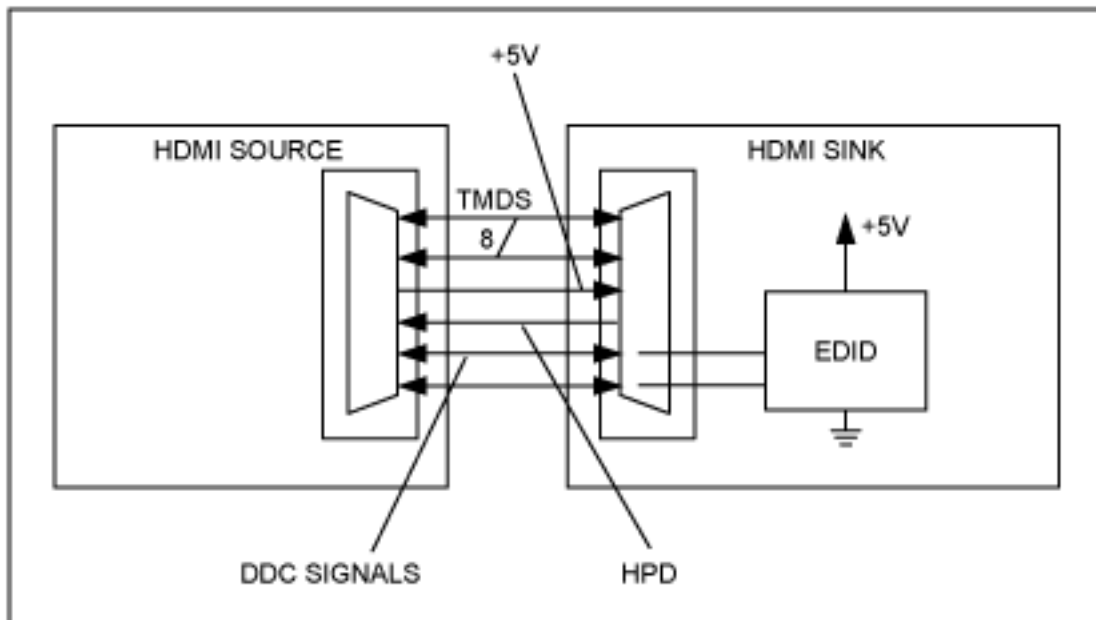 +5V
HDMI SOURCE
HDMI SINK
TMDS
8
+5V
EDID
DDC SIGNALS
HPD